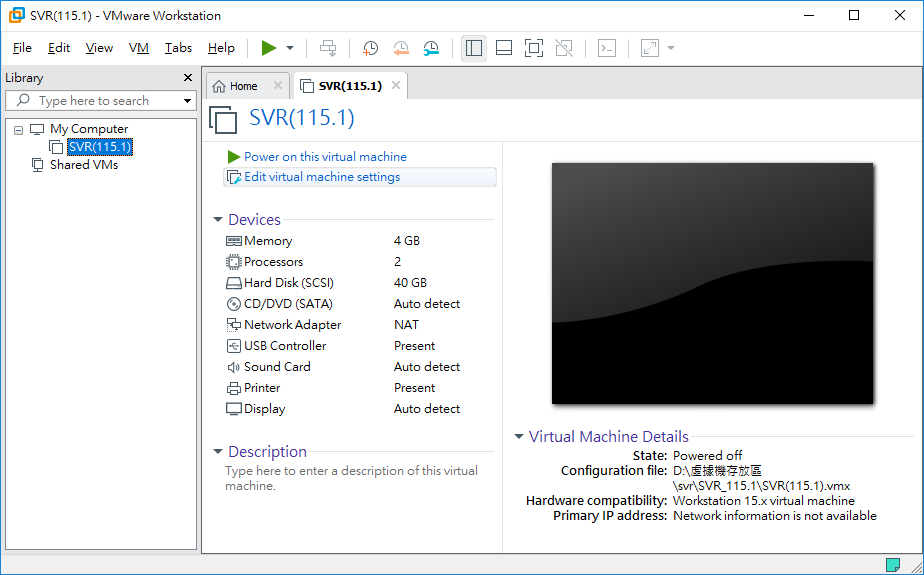 SVR(115.1) - VMware Workstation
File Edit View VM Tabs Help
Library
Type here to search
My Computer
SVR(115.1)
Shared VMs
Home
SVR(115.1)
SVR(115.1)
Power on this virtual machine
Edit virtual machine settings
Devices
Memory 4 GB
Processors 2
Hard Disk (SCSI) 40 GB
CD/DVD (SATA) Auto detect
Network Adapter NAT
USB Controller Present
Sound Card Auto detect
Printer Present
Display Auto detect
Description
Type here to enter a description of this virtual
machine.
Virtual Machine Details
State: Powered off
Configuration file: D:\虛擬機存放區
\svr\SVR_115.1\SVR(115.1).vmx
Hardware compatibility: Workstation 15.x virtual machine
Primary IP address: Network information is not available